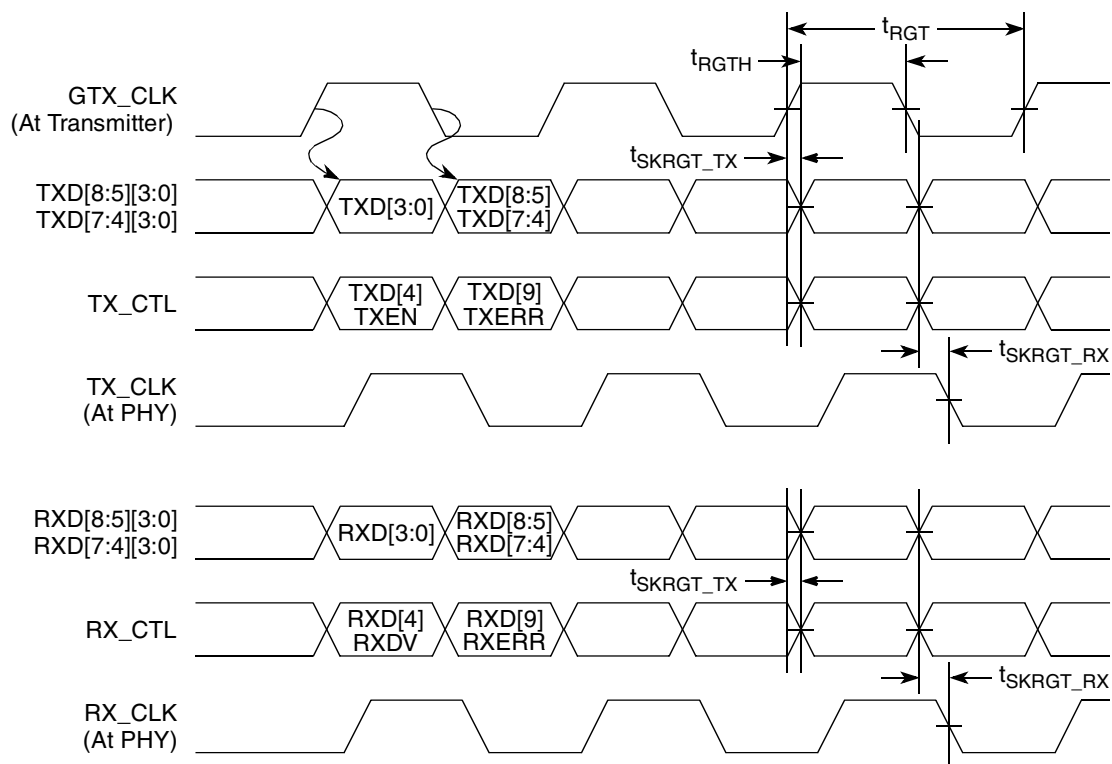 tRGT
tRGTH
GTX_CLK
(At Transmitter)
tSKRGT_TX
TXD[8:5][3:0]
TXD[7:4][3:0]
TXD[3:0]
TXD[8:5]
TXD[7:4]
TX_CTL
TXD[4]
TXEN
TXD[9]
TXERR
tSKRGT_RX
TX_CLK
(At PHY)
RXD[8:5][3:0]
RXD[7:4][3:0]
RXD[3:0]
RXD[8:5]
RXD[7:4]
tSKRGT_TX
RX_CTL
RXD[4]
RXDV
RXD[9]
RXERR
tSKRGT_RX
RX_CLK
(At PHY)